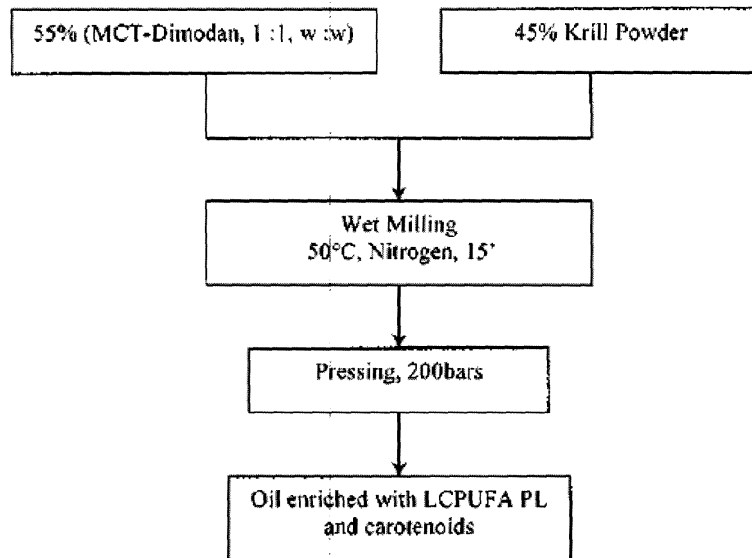 55% (MCT-Dimodan, 1 :1, w :w)
45% Krill Powder
Wet Milling
50°C, Nitrogen, 15'
Pressing, 200bars
Oil enriched with LCPUFA PL
and carotenoids